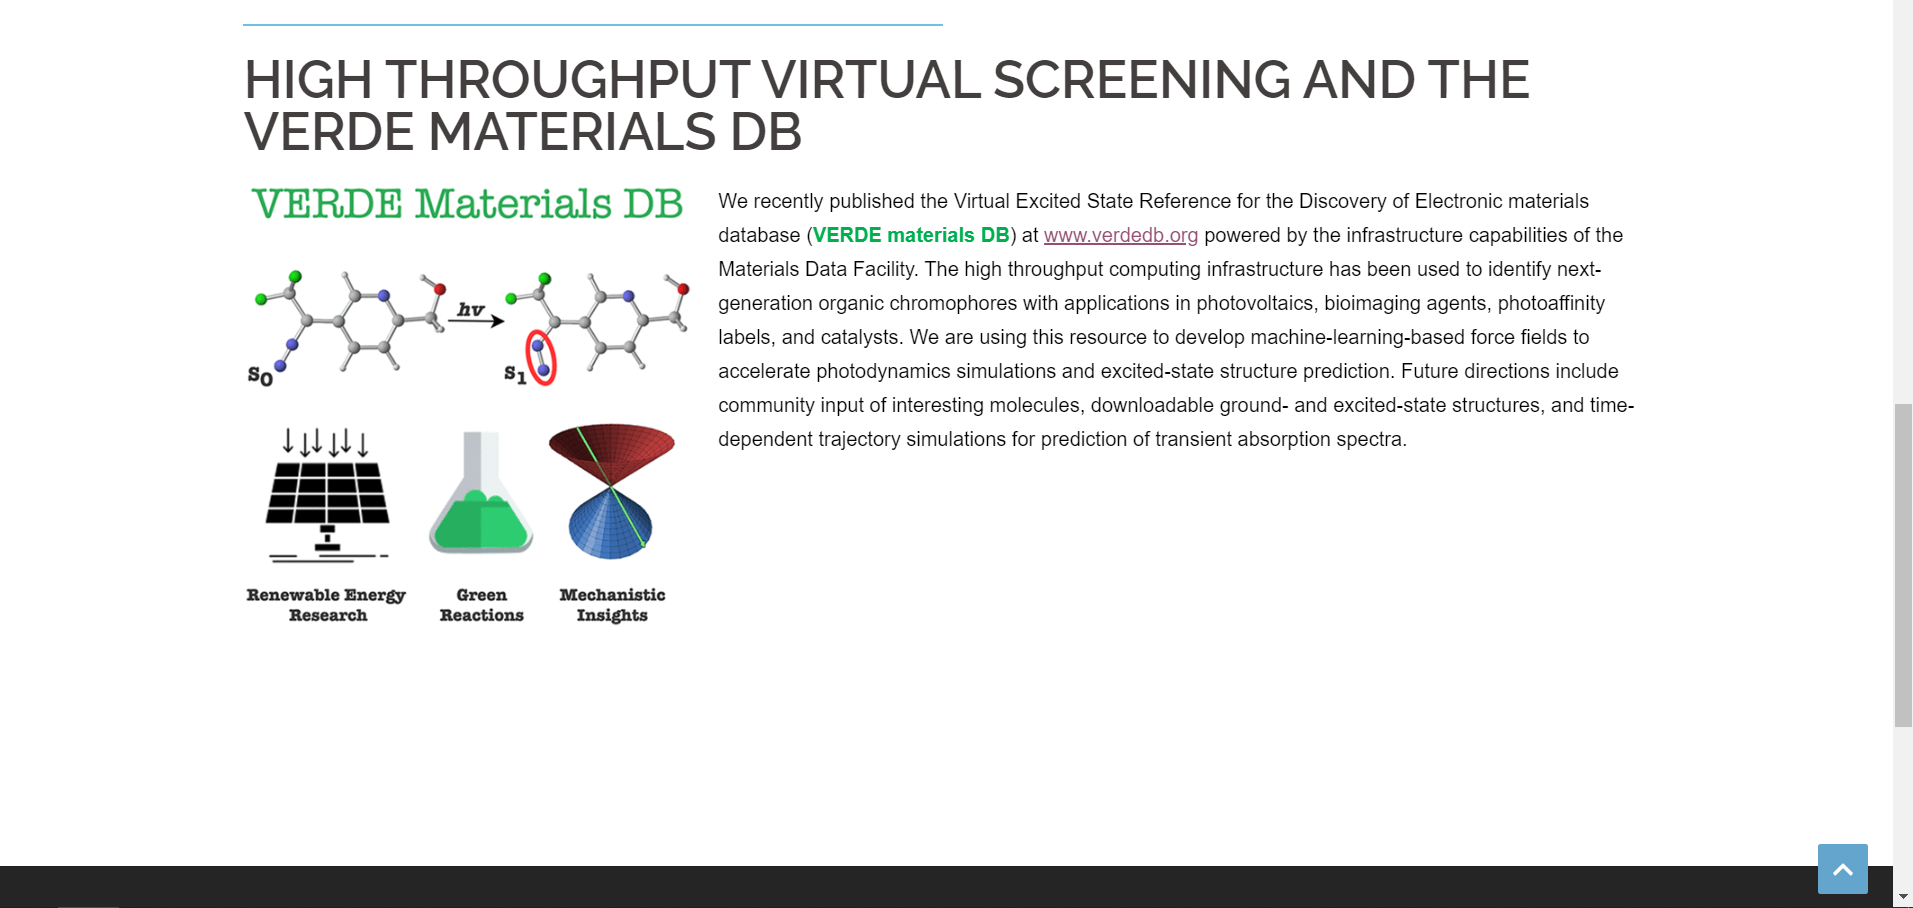 HIGH THROUGHPUT VIRTUAL SCREENING AND THE
VERDE MATERIALS DB
VERDE Materials DB
hv
S0
S1
Renewable Energy
Research
Green
Reactions
Mechanistic
Insights
We recently published the Virtual Excited State Reference for the Discovery of Electronic materials
database (VERDE materials DB) at www.verdedb.org powered by the infrastructure capabilities of the
Materials Data Facility. The high throughput computing infrastructure has been used to identify next-
generation organic chromophores with applications in photovoltaics, bioimaging agents, photoaffinity
labels, and catalysts. We are using this resource to develop machine-learning-based force fields to
accelerate photodynamics simulations and excited-state structure prediction. Future directions include
community input of interesting molecules, downloadable ground- and excited-state structures, and time-
dependent trajectory simulations for prediction of transient absorption spectra.